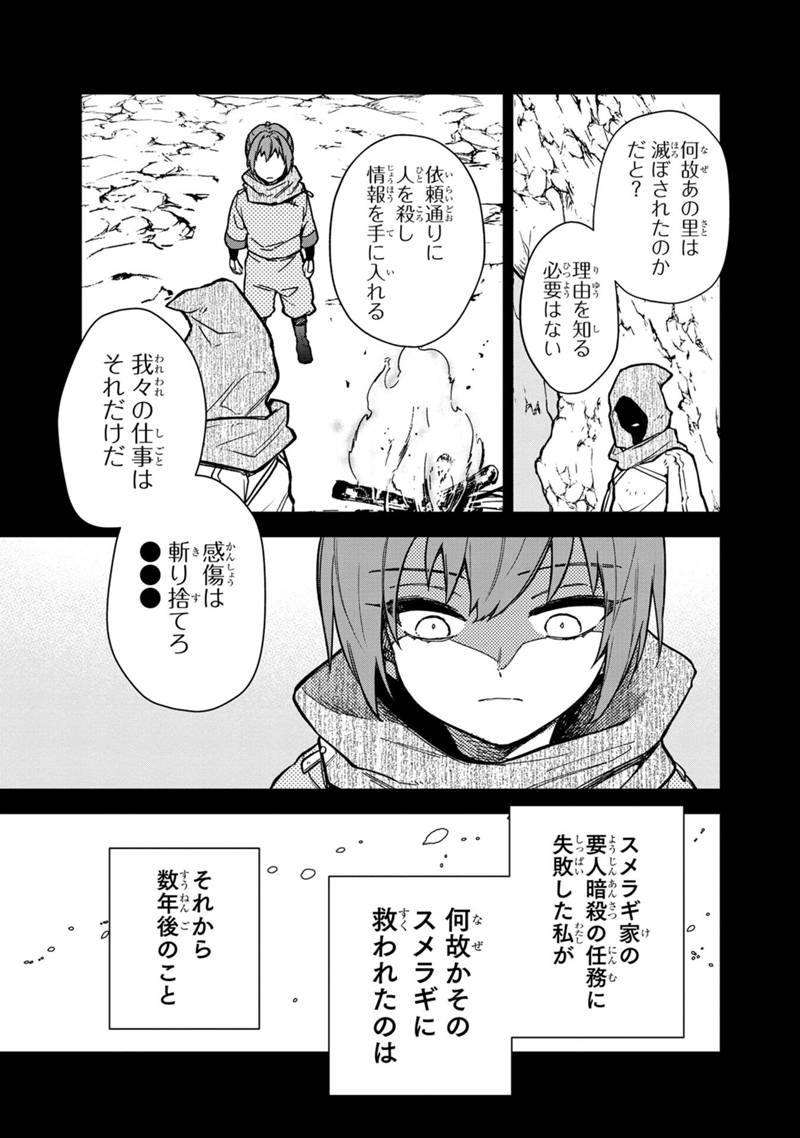 何故あの里は
滅ぼされたのか
だと?
理由を知る
必要はない
依頼通りに
人を殺し
情報を手に入れる
我々の仕事は
それだけだ
感傷は
斬り捨てろ
●●●
スメラギ家の
要人暗殺の任務に
失敗した私が
何故かその
スメラギに
救われたのは
それから
数年後のこと